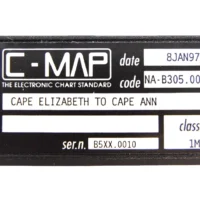 C-MAP
THE ELECTRONIC CHART STANDARD
date 8JAN97
code NA-B305.00
CAPE ELIZABETH TO CAPE ANN
class
ser.n. B5XX.0010 1M